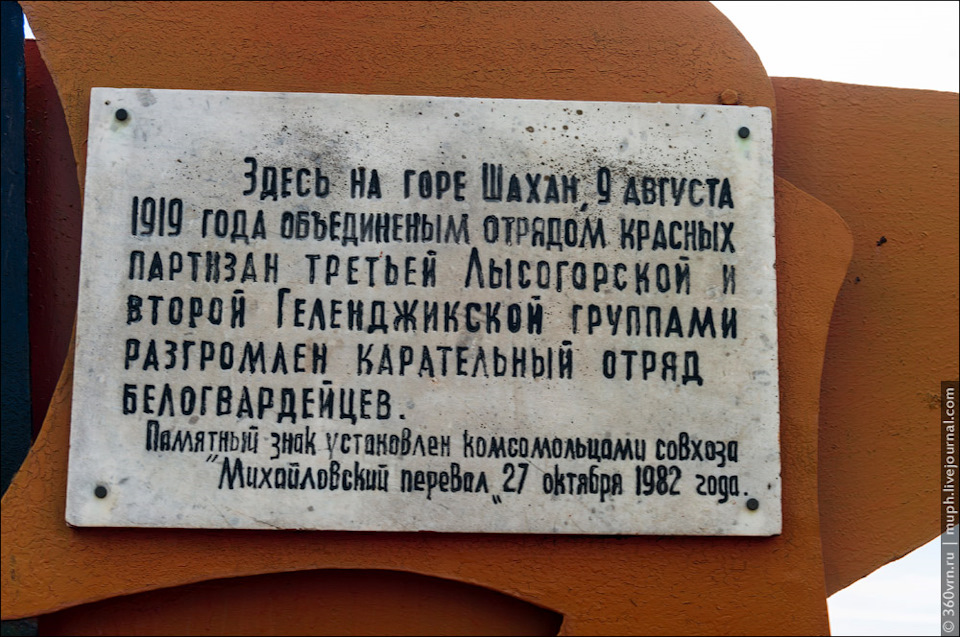 Здесь на горе Шахан, 9 августа
1919 года объединеным отрядом красных
партизан третьей Лысогорской и
второй Геленджикской группами
разгромлен карательный отряд
белогвардейцев.
Памятный знак установлен комсомольцами совхоза
"Михайловский перевал" 27 октября 1982 года.
© 360vrn.ru | muph.livejournal.com